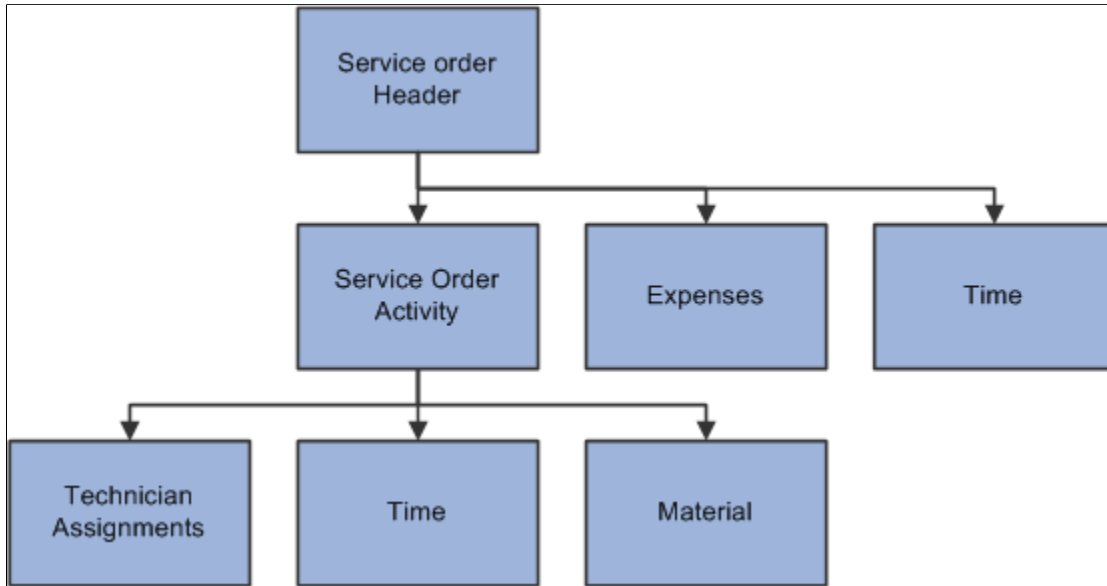 Service order
Header
Service Order
Activity
Expenses
Time
Technician
Assignments
Time
Material